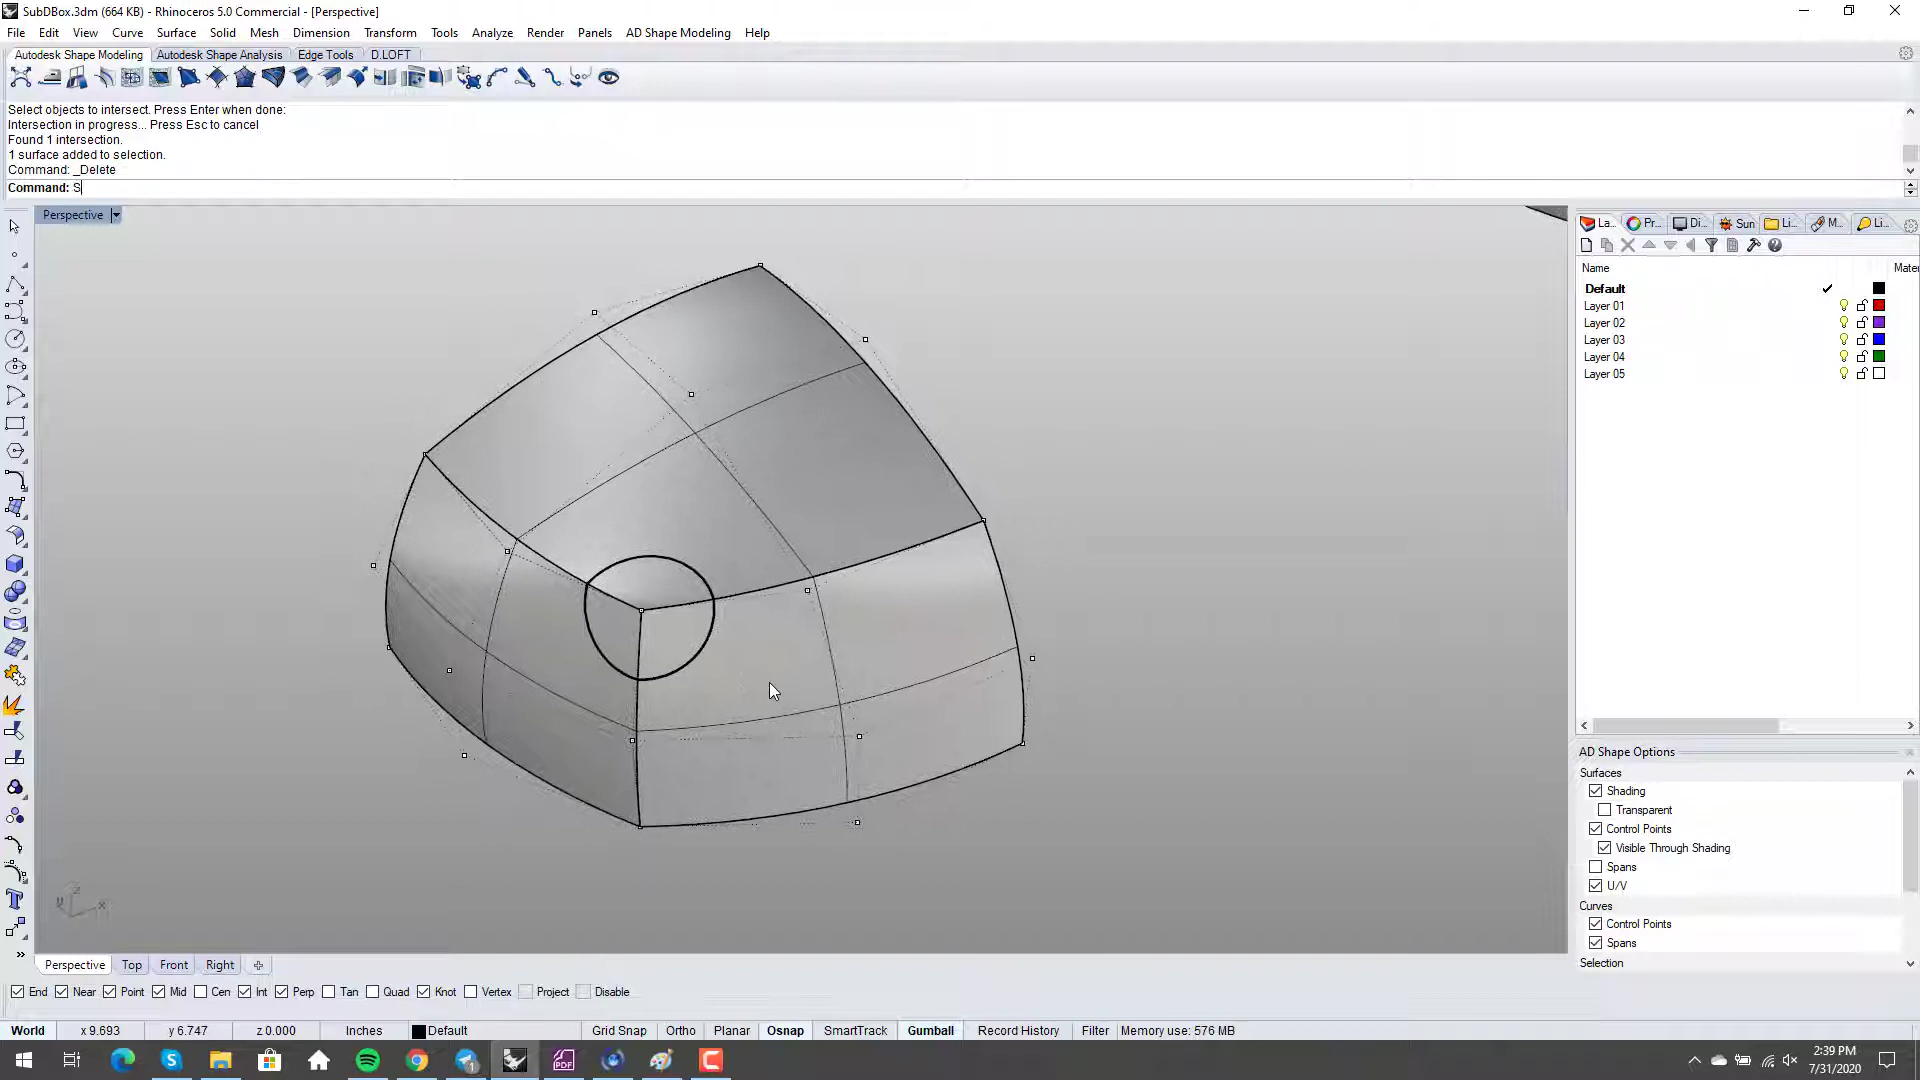 SubDBox.3dm (664 KB) - Rhinoceros 5.0 Commercial - [Perspective]
File Edit View Curve Surface Solid Mesh Dimension Transform Tools Analyze Render Panels AD Shape Modeling Help
Autodesk Shape Modeling Autodesk Shape Analysis Edge Tools D.LOFT
Select objects to intersect. Press Enter when done:
Intersection in progress... Press Esc to cancel
Found 1 intersection.
1 surface added to selection.
Command: _Delete
Command: S
Perspective
La... Pr... Di... Sun Li... M... Li...
Name Mater
Default
Layer 01
Layer 02
Layer 03
Layer 04
Layer 05
AD Shape Options
Surfaces
Shading
Transparent
Control Points
Visible Through Shading
Spans
U/V
Curves
Control Points
Spans
Selection
z
y x
Perspective Top Front Right
End Near Point Mid Cen Int Perp Tan Quad Knot Vertex Project Disable
World x 9.693 y 6.747 z 0.000 Inches Default Grid Snap Ortho Planar Osnap SmartTrack Gumball Record History Filter Memory use: 576 MB
2:39 PM
7/31/2020